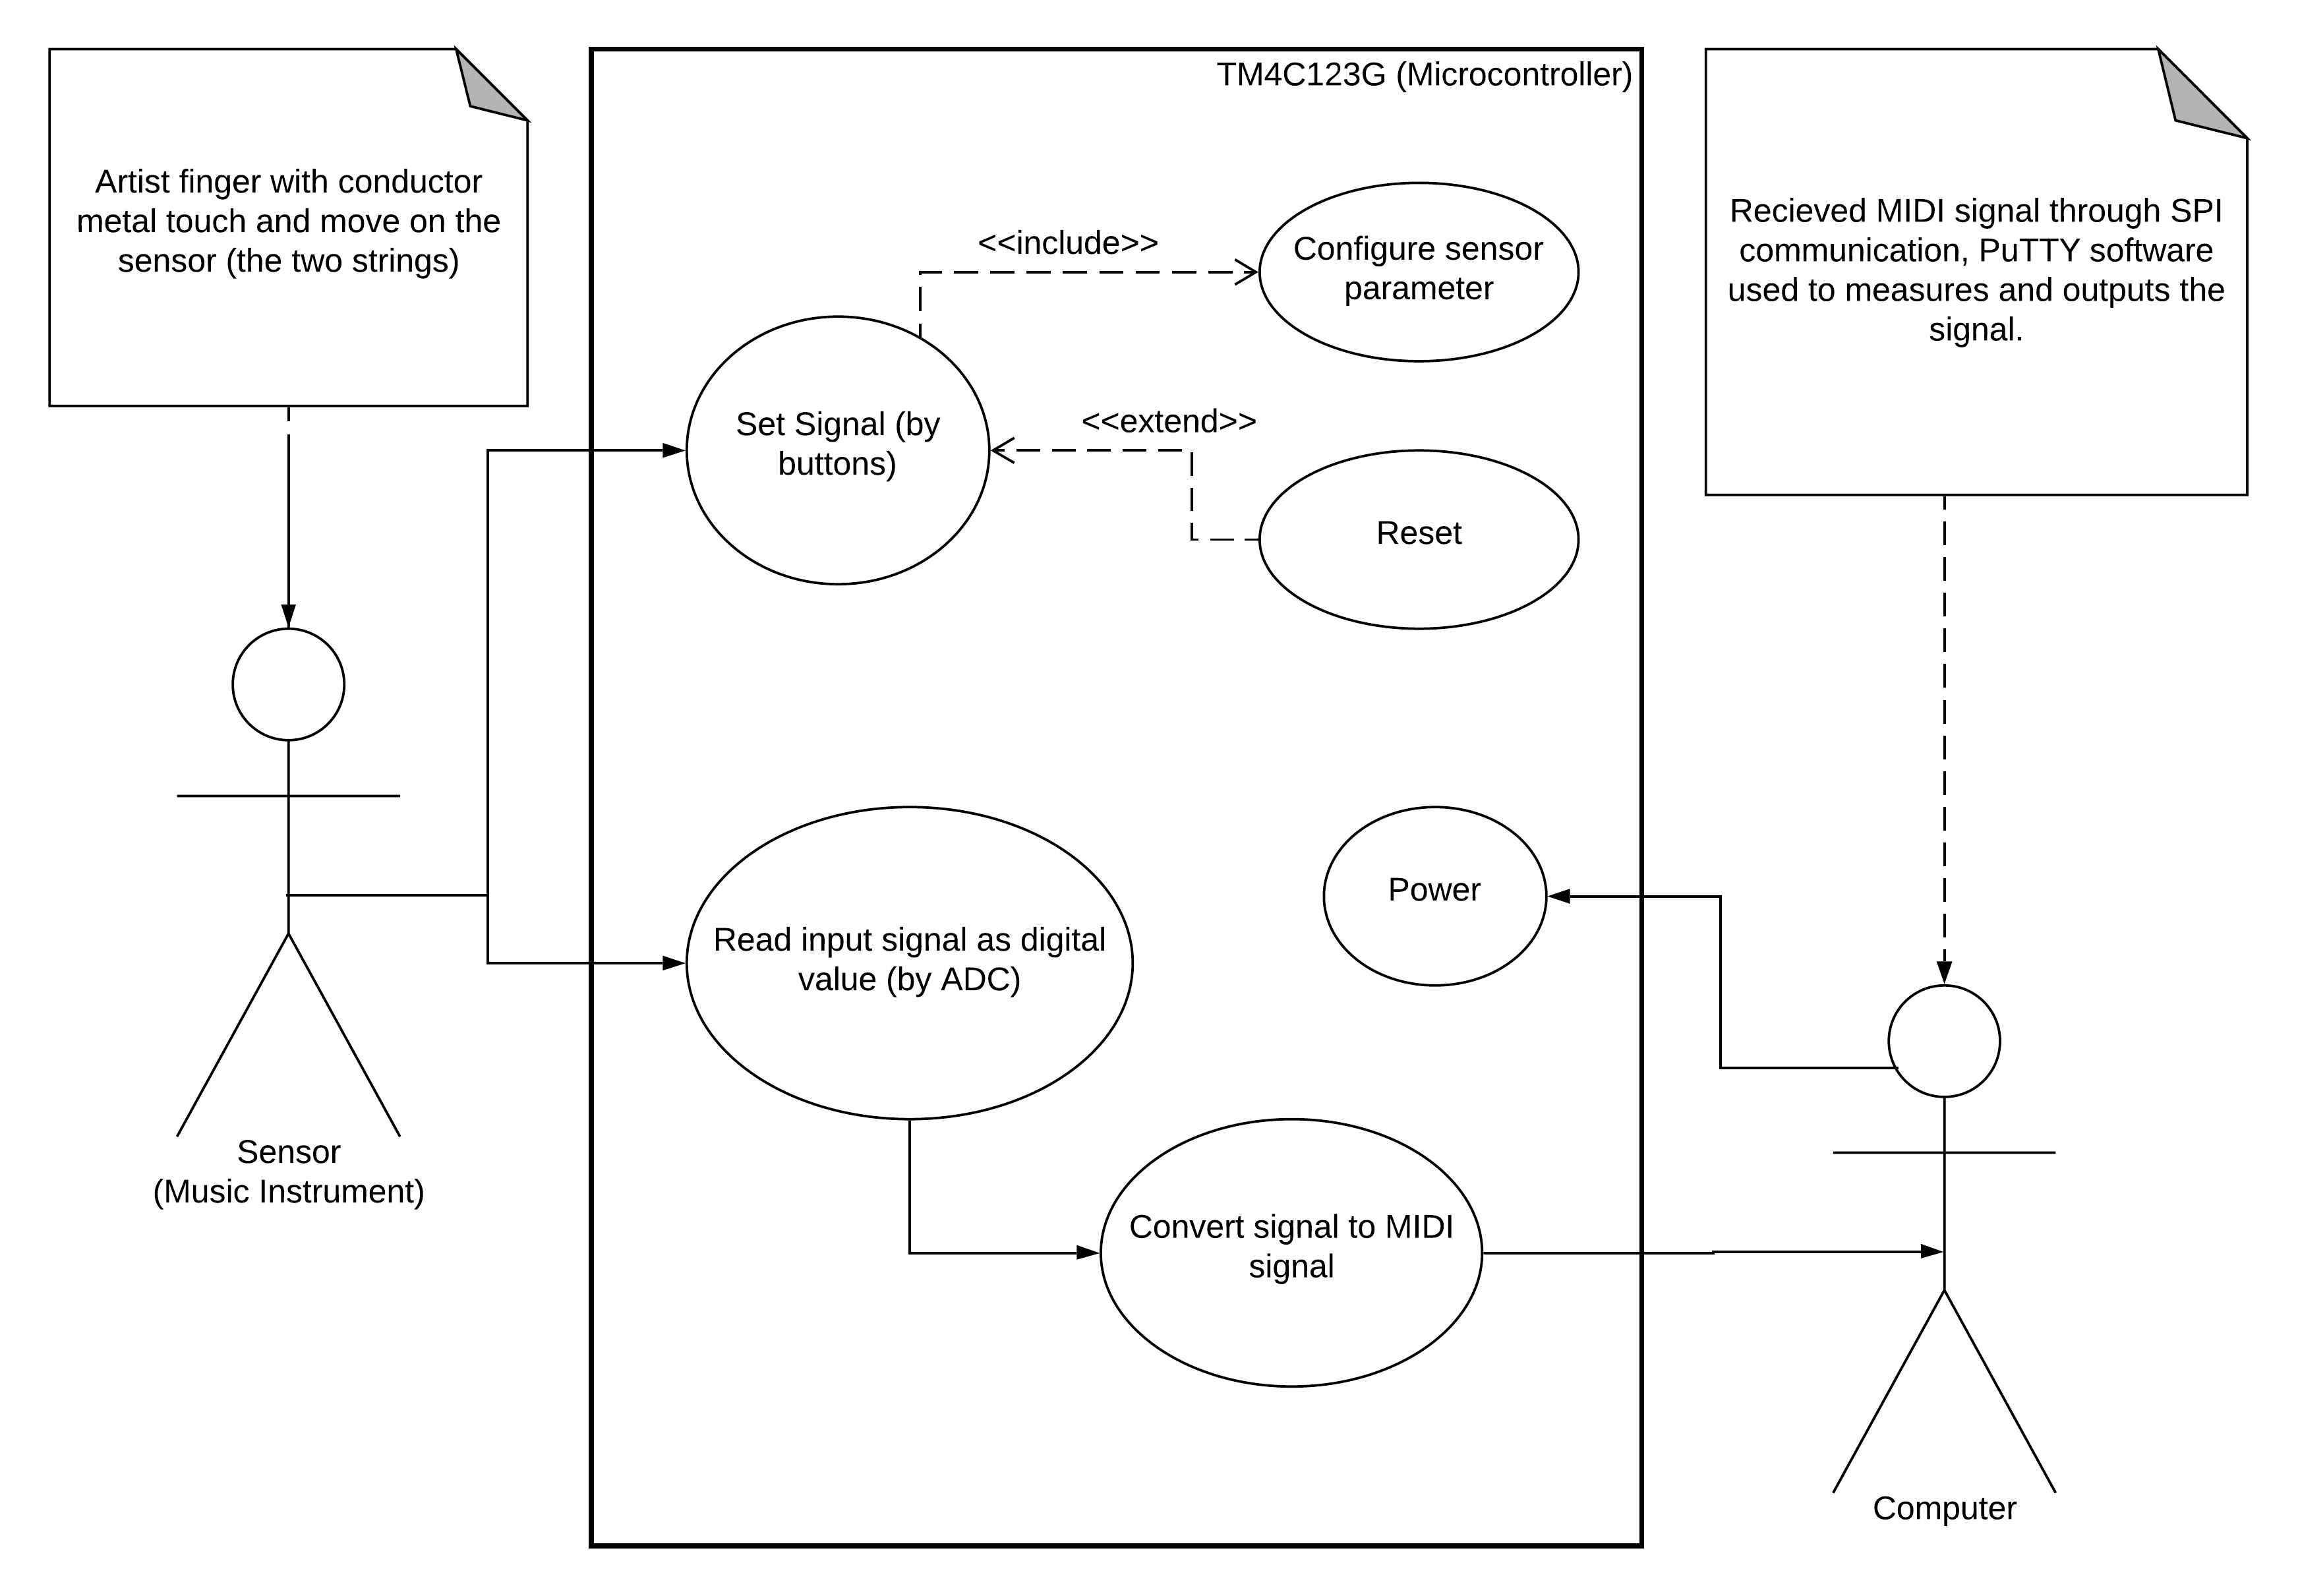 TM4C123G (Microcontroller)
Artist finger with conductor
metal touch and move on the
sensor (the two strings)
Recieved MIDI signal through SPI
communication, PuTTY software
used to measures and outputs the
signal.
<<include>>
Configure sensor
parameter
Set Signal (by
buttons)
<<extend>>
Reset
Read input signal as digital
value (by ADC)
Power
Sensor
(Music Instrument)
Convert signal to MIDI
signal
Computer